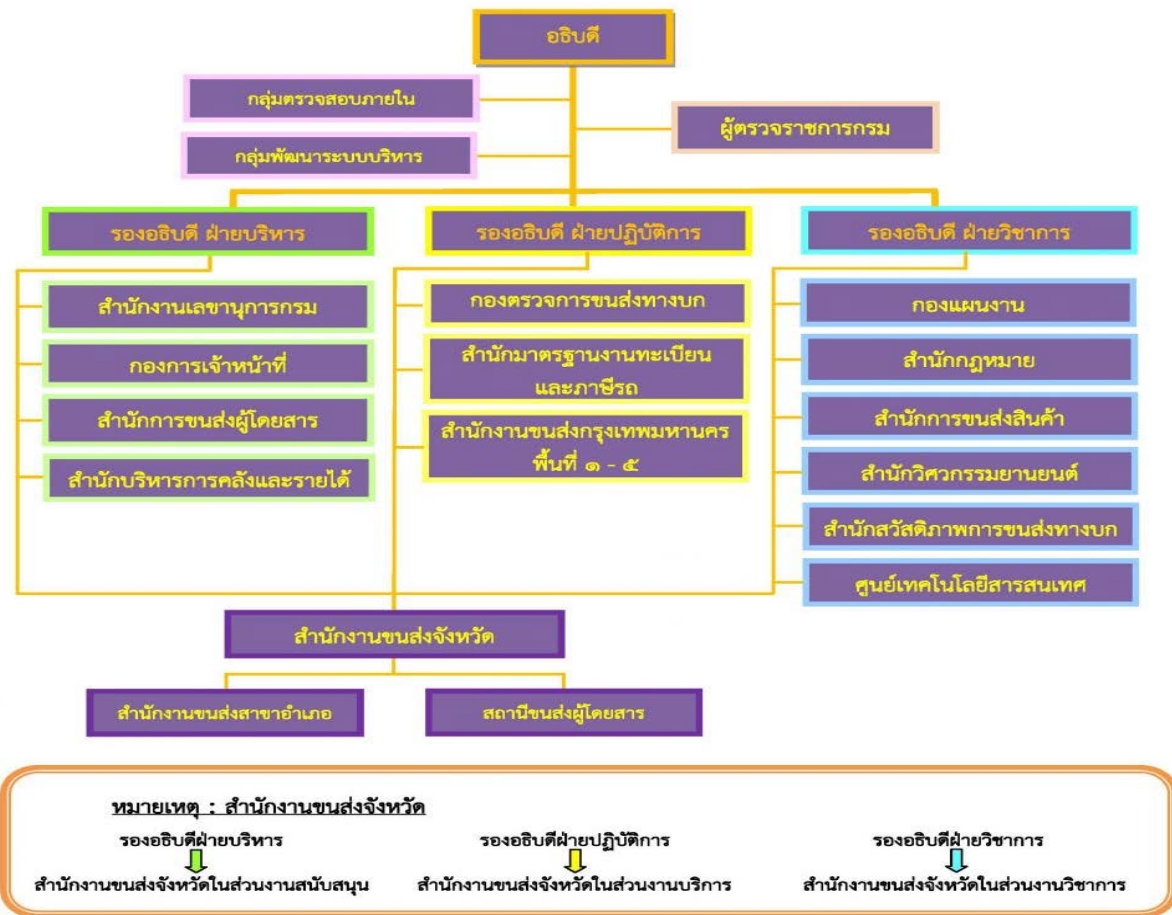 อธิบดี
กลุ่มตรวจสอบภายใน
ผู้ตรวจราชการกรม
กลุ่มพัฒนาระบบบริหาร
รองอธิบดี ฝ่ายบริหาร
รองอธิบดี ฝ่ายปฏิบัติการ
รองอธิบดี ฝ่ายวิชาการ
สำนักงานเลขานุการกรม
กองการเจ้าหน้าที่
สำนักการขนส่งผู้โดยสาร
สำนักบริหารการคลังและรายได้
กองตรวจการขนส่งทางบก
สำนักมาตรฐานงานทะเบียน
และภาษีรถ
สำนักงานขนส่งกรุงเทพมหานคร
พื้นที่ ๑ - ๕
กองแผนงาน
สำนักกฎหมาย
สำนักการขนส่งสินค้า
สำนักวิศวกรรมยานยนต์
สำนักสวัสดิภาพการขนส่งทางบก
ศูนย์เทคโนโลยีสารสนเทศ
สำนักงานขนส่งจังหวัด
สำนักงานขนส่งสาขาอำเภอ
สถานีขนส่งผู้โดยสาร
หมายเหตุ : สำนักงานขนส่งจังหวัด
รองอธิบดีฝ่ายบริหาร
สำนักงานขนส่งจังหวัดในส่วนงานสนับสนุน
รองอธิบดีฝ่ายปฏิบัติการ
สำนักงานขนส่งจังหวัดในส่วนงานบริการ
รองอธิบดีฝ่ายวิชาการ
สำนักงานขนส่งจังหวัดในส่วนงานวิชาการ